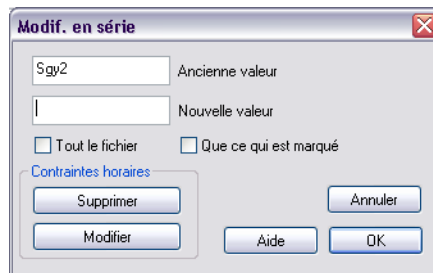 Modif. en série
Sgy2 Ancienne valeur
Nouvelle valeur
Tout le fichier Que ce qui est marqué
Contraintes horaires
Supprimer Annuler
Modifier Aide OK